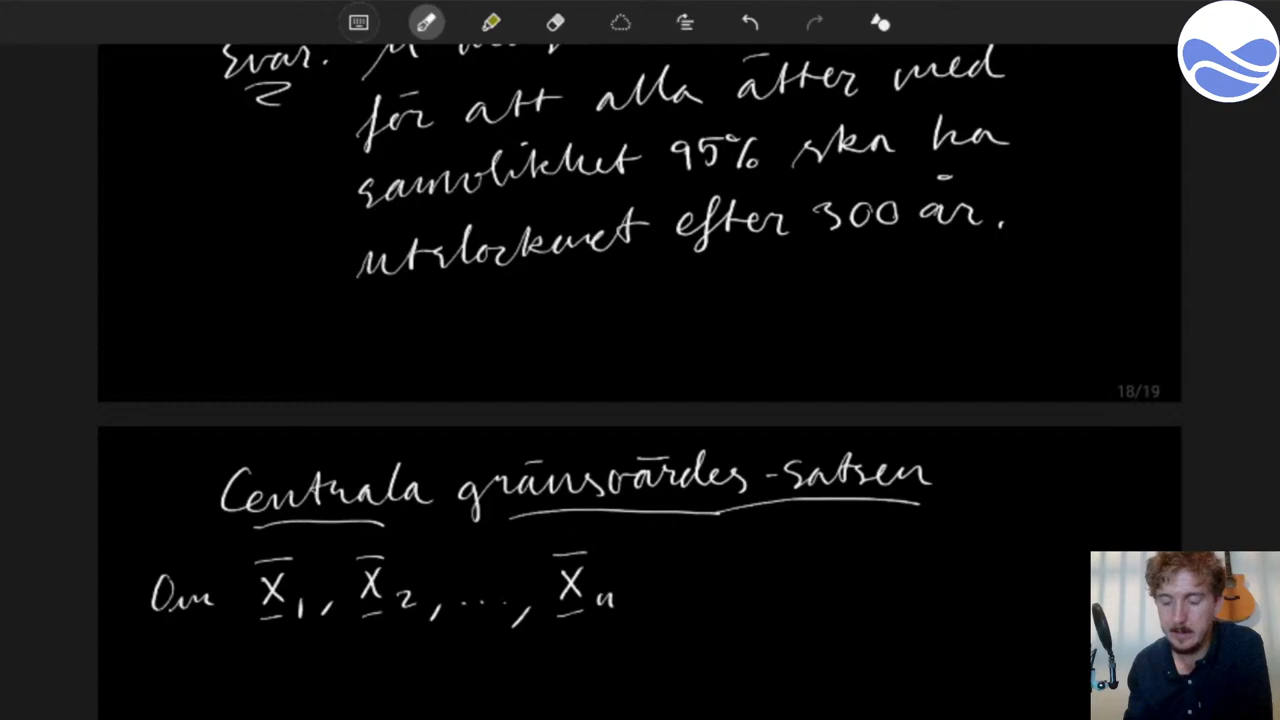 Svar.
för att alla ätter med
sannolikhet 95% ska ha
utslocknet efter 300 år.
18/19
Centrala gränsvärdes-satsen
Om X₁, X₂, ..., Xₙ